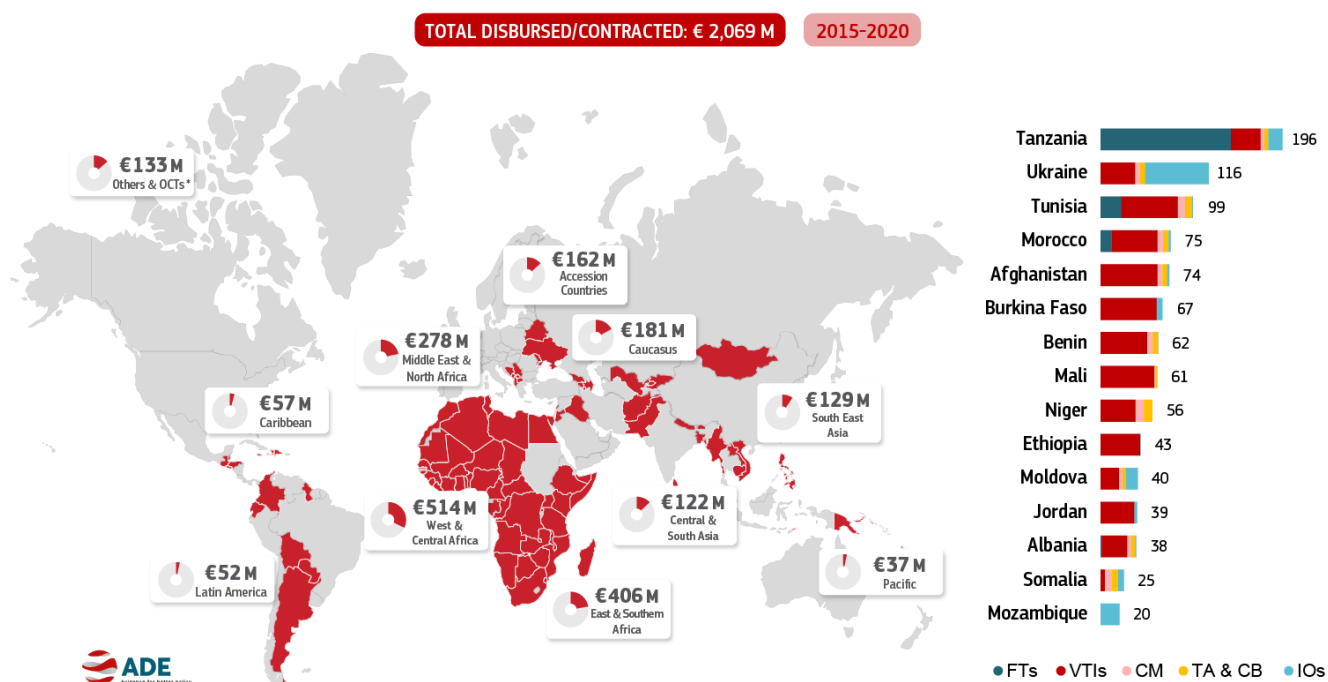 TOTAL DISBURSED/CONTRACTED: € 2,069 M
2015-2020
€133 M
Others & OCTs *
€162 M
Accession
Countries
€278 M
Middle East &
North Africa
€181 M
Caucasus
€57 M
Caribbean
€129 M
South East
Asia
€514 M
West &
Central Africa
€122 M
Central &
South Asia
€52 M
Latin America
€406 M
East & Southern
Africa
€37 M
Pacific
ADE
Tanzania 196
Ukraine 116
Tunisia 99
Morocco 75
Afghanistan 74
Burkina Faso 67
Benin 62
Mali 61
Niger 56
Ethiopia 43
Moldova 40
Jordan 39
Albania 38
Somalia 25
Mozambique 20
FTs VTIs CM TA & CB IOs